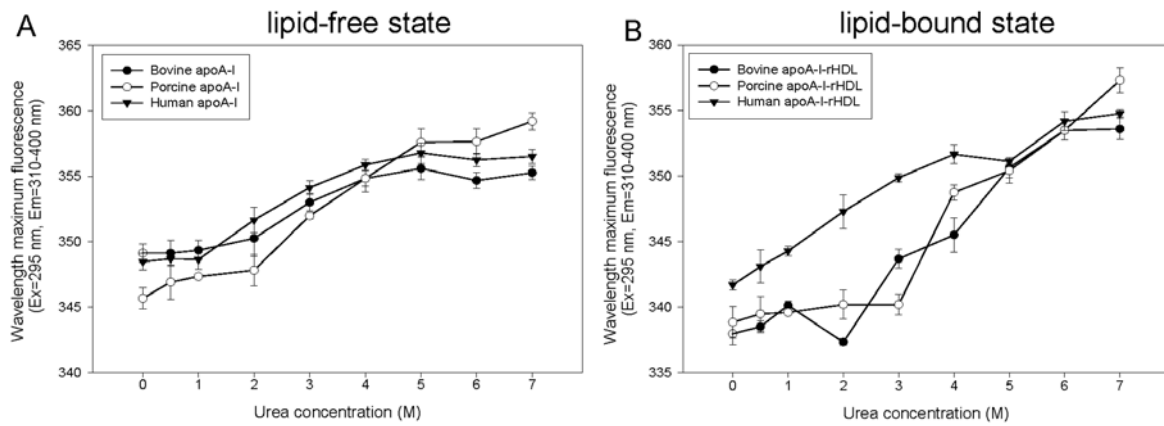 A
lipid-free state
Wavelength maximum fluorescence
(Ex=295 nm, Em=310-400 nm)
365
360
355
350
345
340
Bovine apoA-I
Porcine apoA-I
Human apoA-I
0 1 2 3 4 5 6 7
Urea concentration (M)
B
lipid-bound state
Wavelength maximum fluorescence
(Ex=295 nm, Em=310-400 nm)
360
355
350
345
340
335
Bovine apoA-I-rHDL
Porcine apoA-I-rHDL
Human apoA-I-rHDL
0 1 2 3 4 5 6 7
Urea concentration (M)